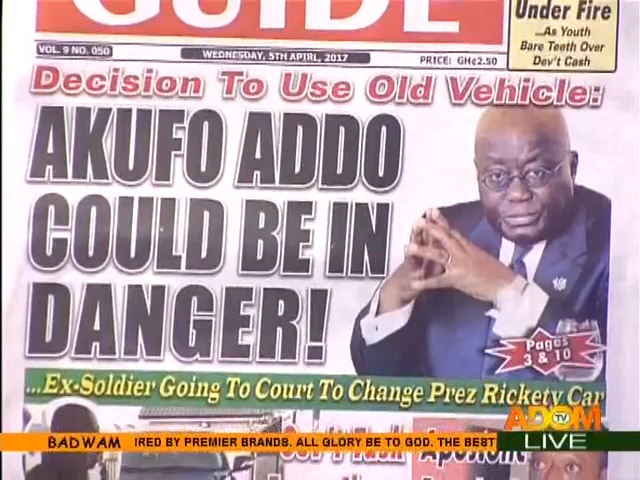 GUIDE
Under Fire
...As Youth
Bare Teeth Over
Dev't Cash
VOL. 9 NO. 050
WEDNESDAY, 5TH APIRL, 2017
PRICE: GH¢2.50
Decision To Use Old Vehicle:
AKUFO ADDO
COULD BE IN
DANGER!
Pages
3 & 10
...Ex-Soldier Going To Court To Change Prez Rickety Car
ADOM TV
LIVE
BADWAM
IRED BY PREMIER BRANDS. ALL GLORY BE TO GOD. THE BEST